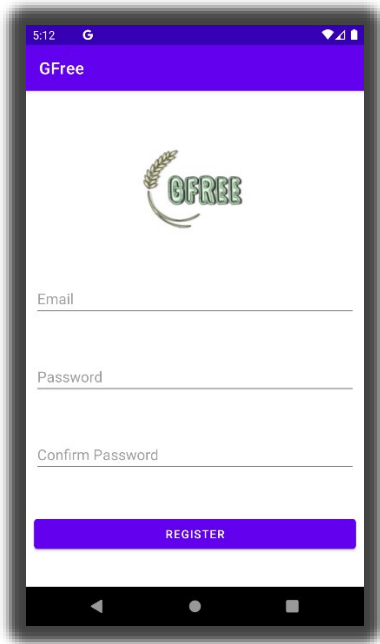 5:12 G
GFree
GFREE
Email
Password
Confirm Password
REGISTER